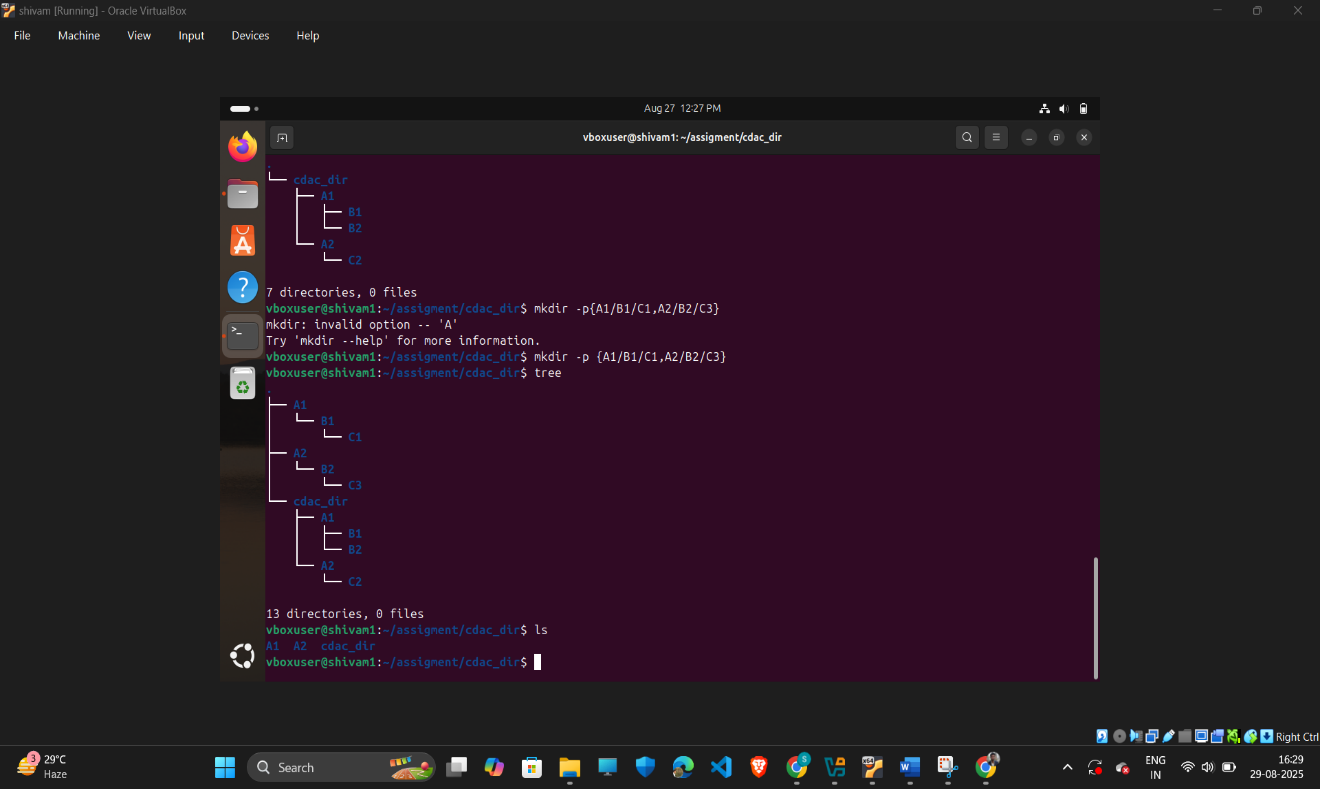 shivam [Running] - Oracle VirtualBox
File Machine View Input Devices Help
Aug 27 12:27 PM
vboxuser@shivam1: ~/assigment/cdac_dir
.
└── cdac_dir
    ├── A1
    │   ├── B1
    │   └── B2
    └── A2
        └── C2
7 directories, 0 files
vboxuser@shivam1:~/assigment/cdac_dir$ mkdir -p{A1/B1/C1,A2/B2/C3}
mkdir: invalid option -- 'A'
Try 'mkdir --help' for more information.
vboxuser@shivam1:~/assigment/cdac_dir$ mkdir -p {A1/B1/C1,A2/B2/C3}
vboxuser@shivam1:~/assigment/cdac_dir$ tree
.
├── A1
│   └── B1
│       └── C1
├── A2
│   └── B2
│       └── C3
└── cdac_dir
    ├── A1
    │   ├── B1
    │   └── B2
    └── A2
        └── C2
13 directories, 0 files
vboxuser@shivam1:~/assigment/cdac_dir$ ls
A1 A2 cdac_dir
vboxuser@shivam1:~/assigment/cdac_dir$
Right Ctrl
3
29°C
Haze
Search
ENG
IN
16:29
29-08-2025